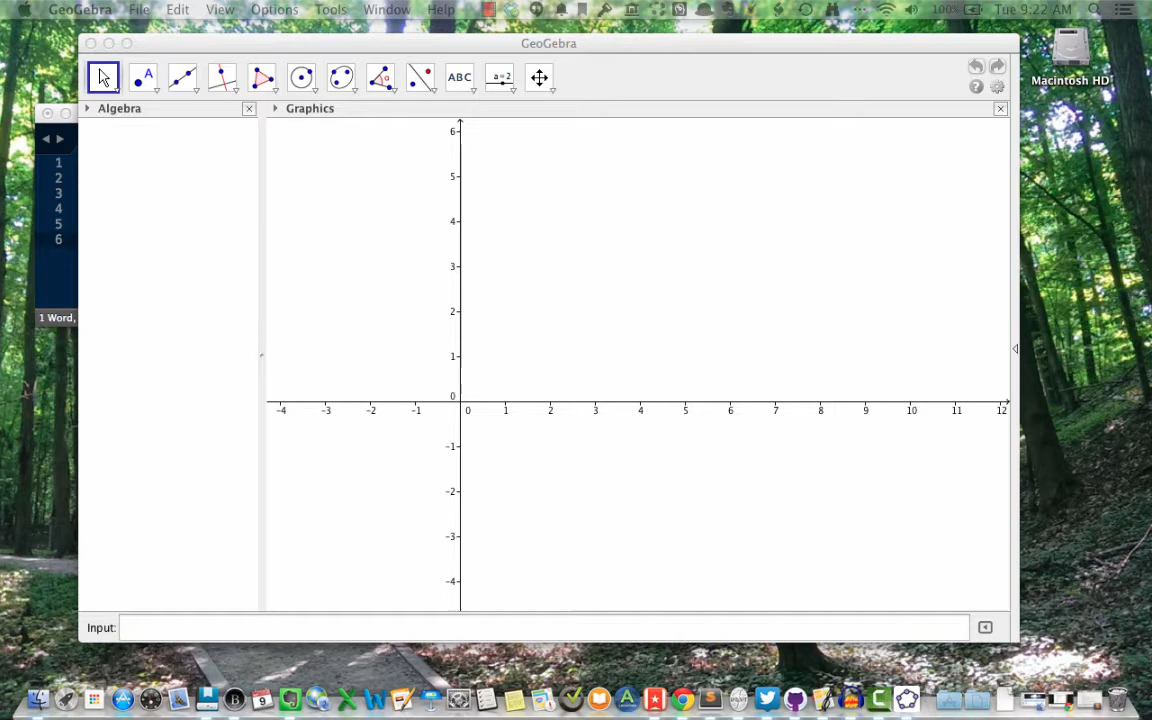 GeoGebra File Edit View Options Tools Window Help 100% Tue 9:22 AM
GeoGebra
Macintosh HD
A ABC a=2
Algebra Graphics
1
2
3
4
5
6
1 Word,
6
5
4
3
2
1
0
-4 -3 -2 -1 0 1 2 3 4 5 6 7 8 9 10 11 12
-1
-2
-3
-4
Input: